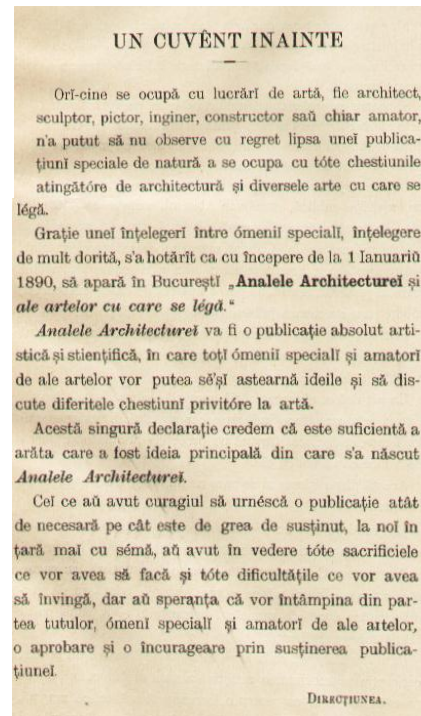 UN CUVÊNT INAINTE
Orĭ-cine se ocupă cu lucrărĭ de artă, fie architect,
sculptor, pictor, inginer, constructor saŭ chiar amator,
n'a putut să nu observe cu regret lipsa uneĭ publica-
țiunĭ speciale de natură a se ocupa cu tóte chestiunile
atingătóre de architectură și diversele arte cu care se
légă.
Grație uneĭ înțelegerĭ între ómenii specialĭ, înțelegere
de mult dorită, s'a hotărît ca cu începere de la 1 Ianuariŭ
1890, să apară în Bucureștĭ „Analele Architectureĭ și
ale artelor cu care se légă.“
Analele Architectureĭ va fi o publicație absolut arti-
stică și stiențifică, în care toțĭ ómenii specialĭ și amatorĭ
de ale artelor vor putea sĕ'șĭ astearnă ideile și să dis-
cute diferitele chestiunĭ privitóre la artă.
Acestă singură declarație credem că este suficientă a
arăta care a fost ideia principală din care s'a născut
Analele Architectureĭ.
Ceĭ ce aŭ avut curagiul să urnéscă o publicație atât
de necesară pe cât este de grea de susținut, la noĭ în
țară maĭ cu sémă, aŭ avut în vedere tóte sacrificiele
ce vor avea să facă și tóte dificultățile ce vor avea
să învingă, dar aŭ speranța că vor întâmpina din par-
tea tutulor, ómenĭ specialĭ și amatorĭ de ale artelor,
o aprobare și o încurageare prin susținerea publica-
țiuneĭ.
DIRECȚIUNEA.